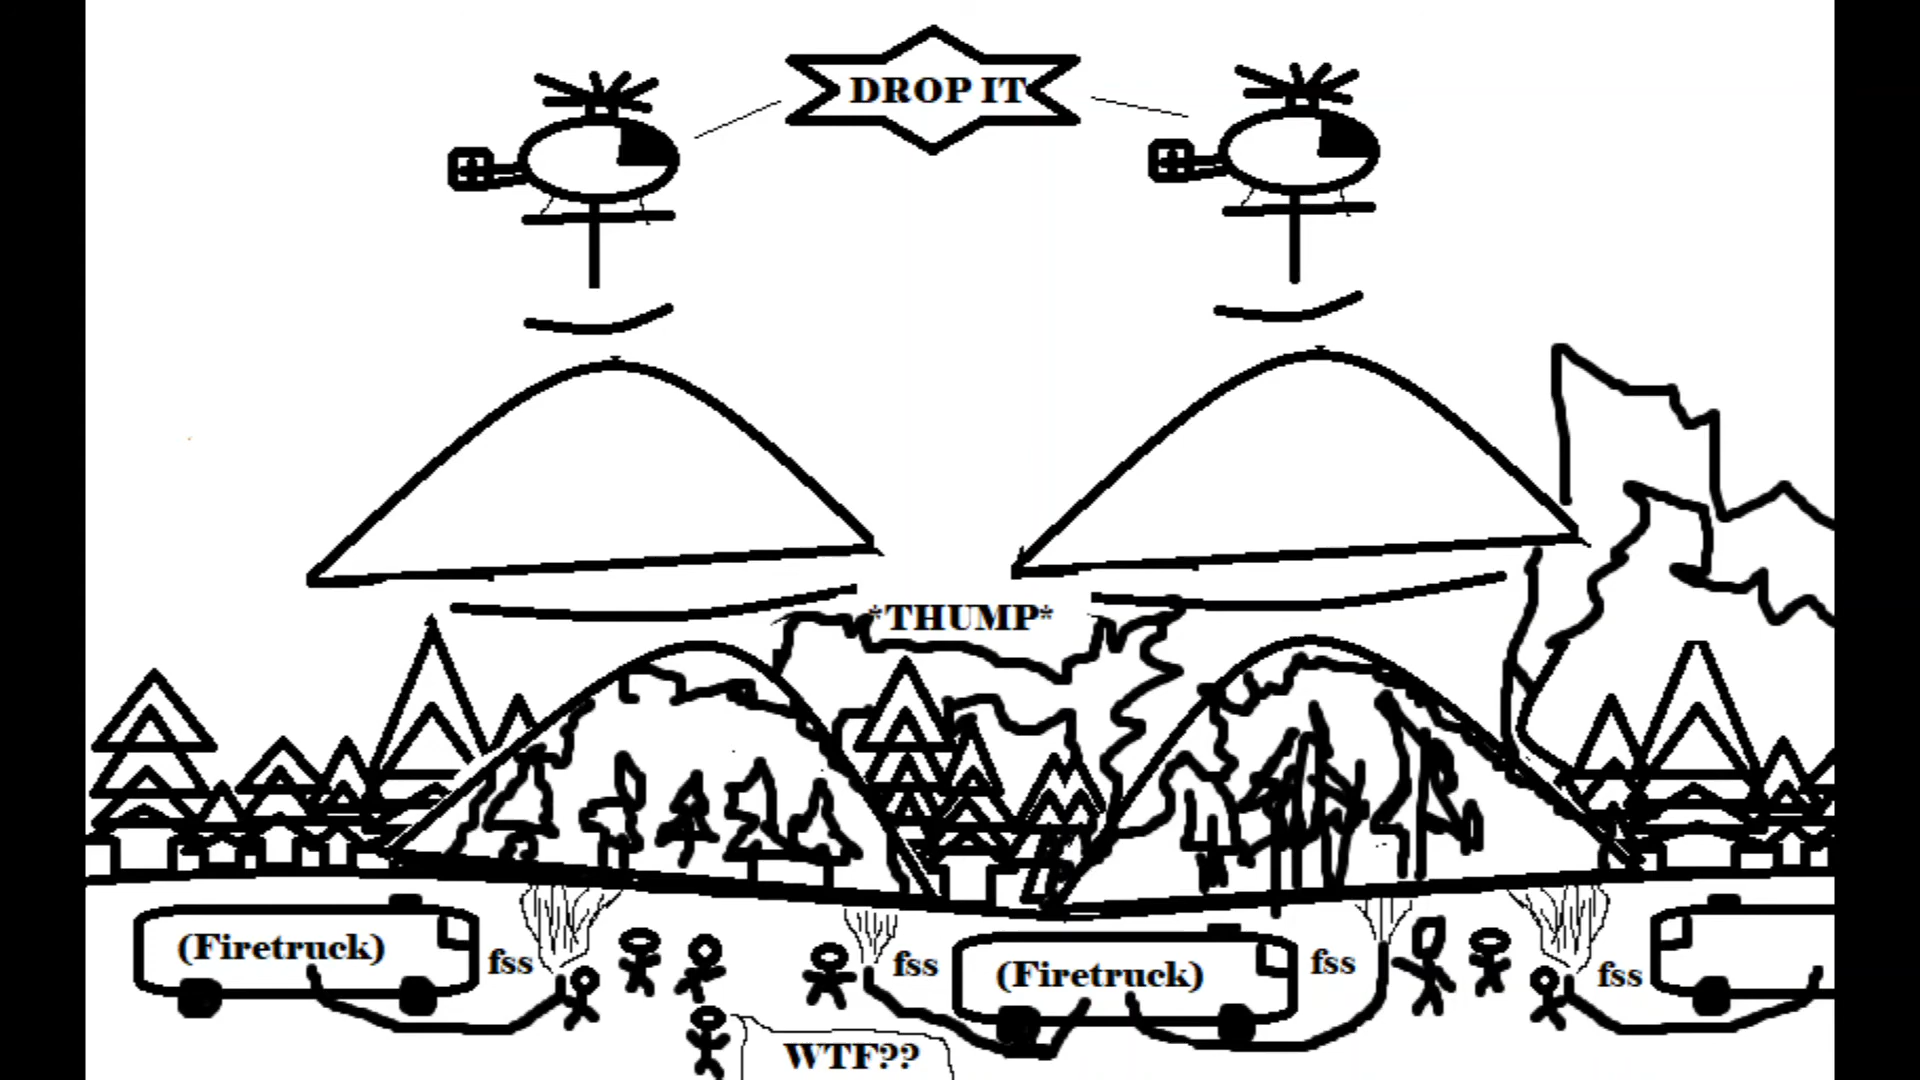 DROP IT
*THUMP*
(Firetruck)
fss
fss
(Firetruck)
fss
fss
WTF??